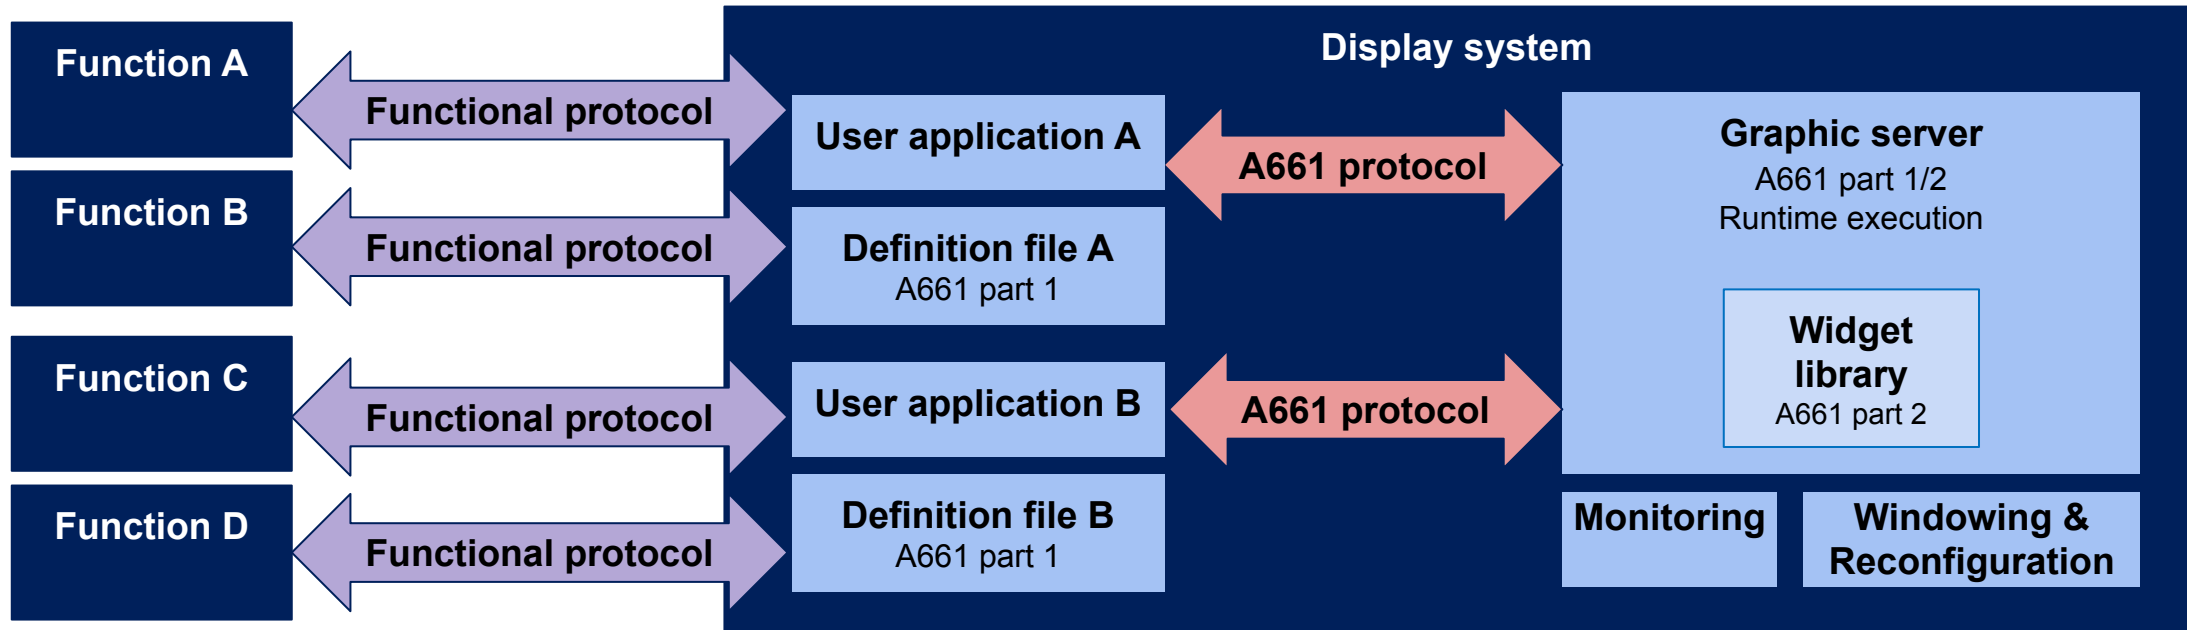 Display system
Function A
Functional protocol
User application A
A661 protocol
Graphic server
A661 part 1/2
Runtime execution
Function B
Functional protocol
Definition file A
A661 part 1
Widget
library
A661 part 2
Function C
Functional protocol
User application B
A661 protocol
Function D
Functional protocol
Definition file B
A661 part 1
Monitoring
Windowing &
Reconfiguration